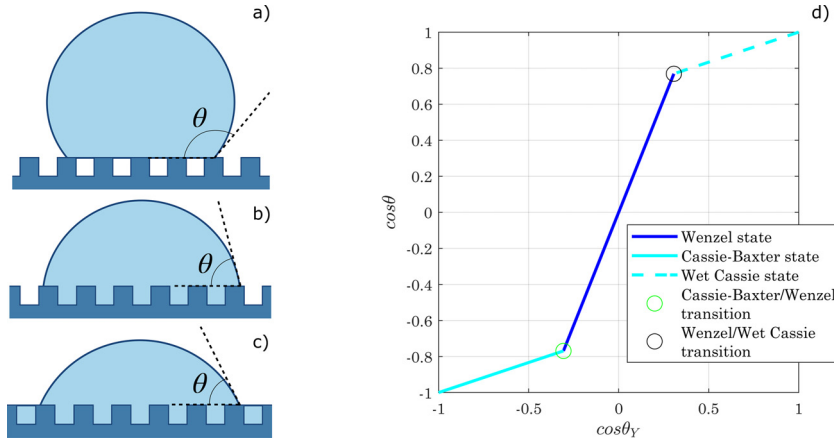 a)
θ
b)
θ
c)
θ
d)
1
0.8
0.6
0.4
0.2
0
-0.2
-0.4
-0.6
-0.8
-1
cosθ
-1
-0.5
0
0.5
1
cosθ_Y
Wenzel state
Cassie-Baxter state
Wet Cassie state
Cassie-Baxter/Wenzel
transition
Wenzel/Wet Cassie
transition